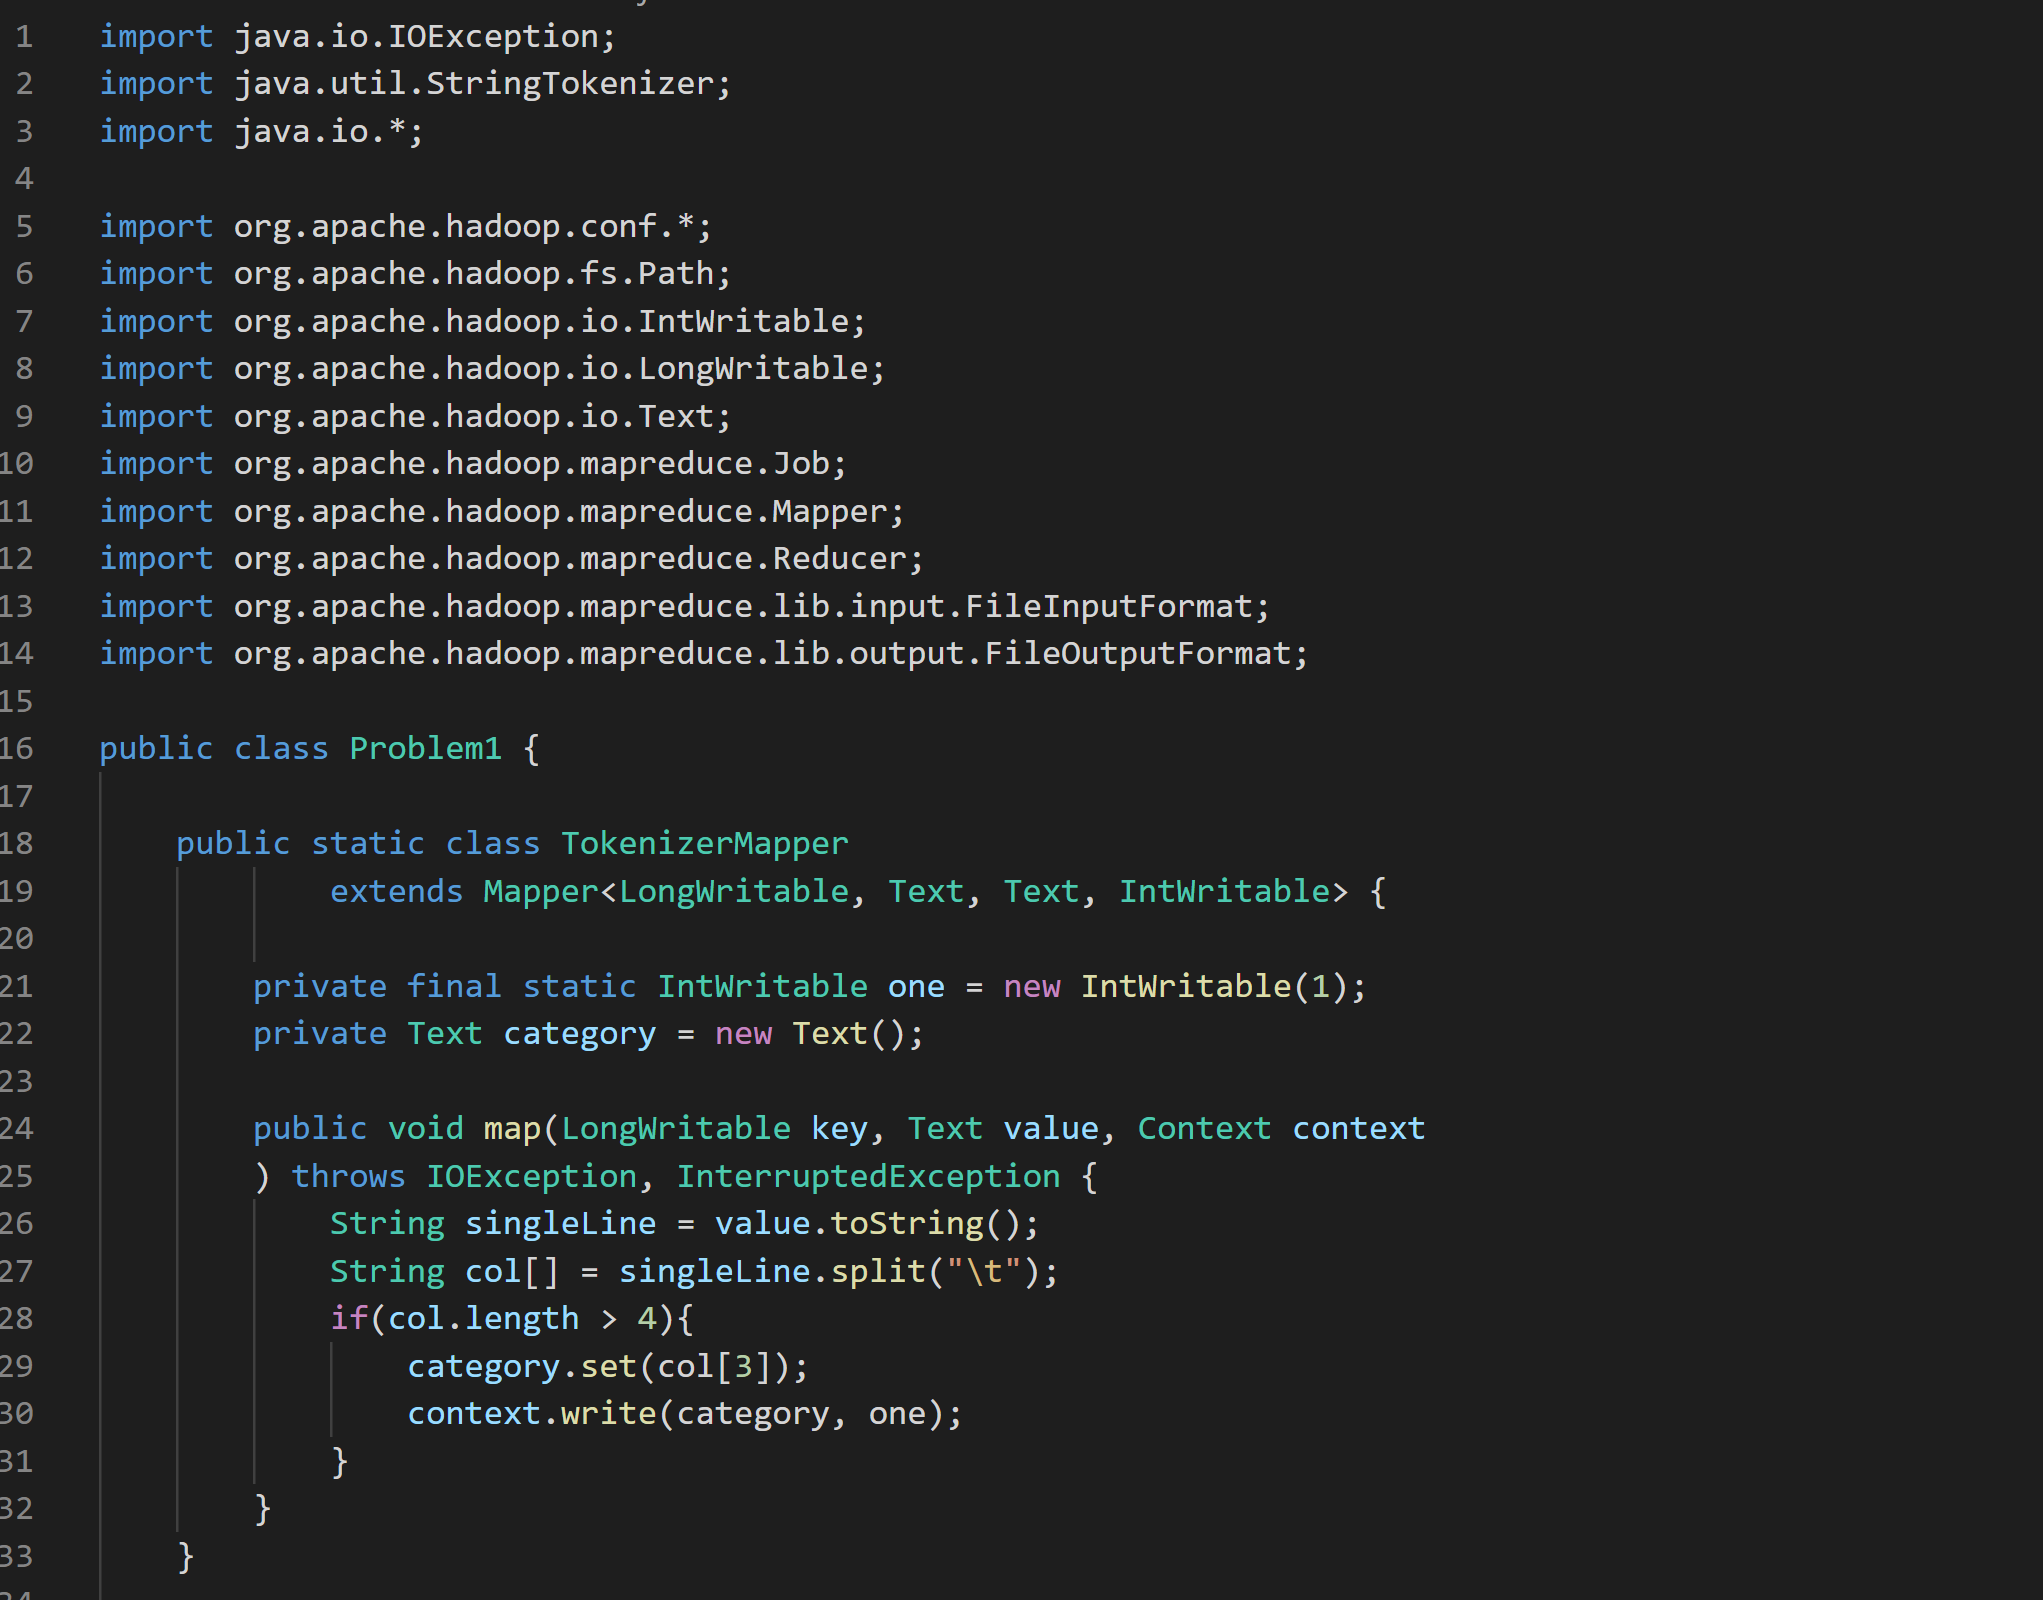 1 import java.io.IOException;
2 import java.util.StringTokenizer;
3 import java.io.*;
4
5 import org.apache.hadoop.conf.*;
6 import org.apache.hadoop.fs.Path;
7 import org.apache.hadoop.io.IntWritable;
8 import org.apache.hadoop.io.LongWritable;
9 import org.apache.hadoop.io.Text;
10 import org.apache.hadoop.mapreduce.Job;
11 import org.apache.hadoop.mapreduce.Mapper;
12 import org.apache.hadoop.mapreduce.Reducer;
13 import org.apache.hadoop.mapreduce.lib.input.FileInputFormat;
14 import org.apache.hadoop.mapreduce.lib.output.FileOutputFormat;
15
16 public class Problem1 {
17
18     public static class TokenizerMapper
19             extends Mapper<LongWritable, Text, Text, IntWritable> {
20
21         private final static IntWritable one = new IntWritable(1);
22         private Text category = new Text();
23
24         public void map(LongWritable key, Text value, Context context
25         ) throws IOException, InterruptedException {
26             String singleLine = value.toString();
27             String col[] = singleLine.split("\t");
28             if(col.length > 4){
29                 category.set(col[3]);
30                 context.write(category, one);
31             }
32         }
33     }